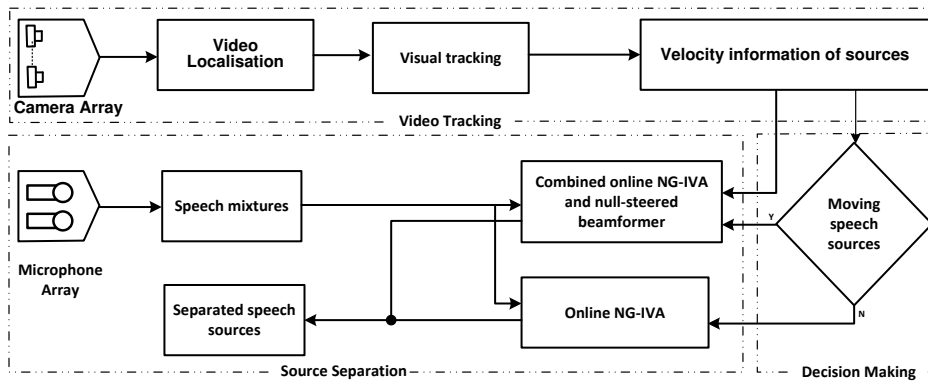 Video
Localisation
Visual tracking
Velocity information of sources
Camera Array
Video Tracking
Speech mixtures
Combined online NG-IVA
and null-steered
beamformer
Y
Moving
speech
sources
Microphone
Array
Separated speech
sources
Online NG-IVA
N
Source Separation
Decision Making